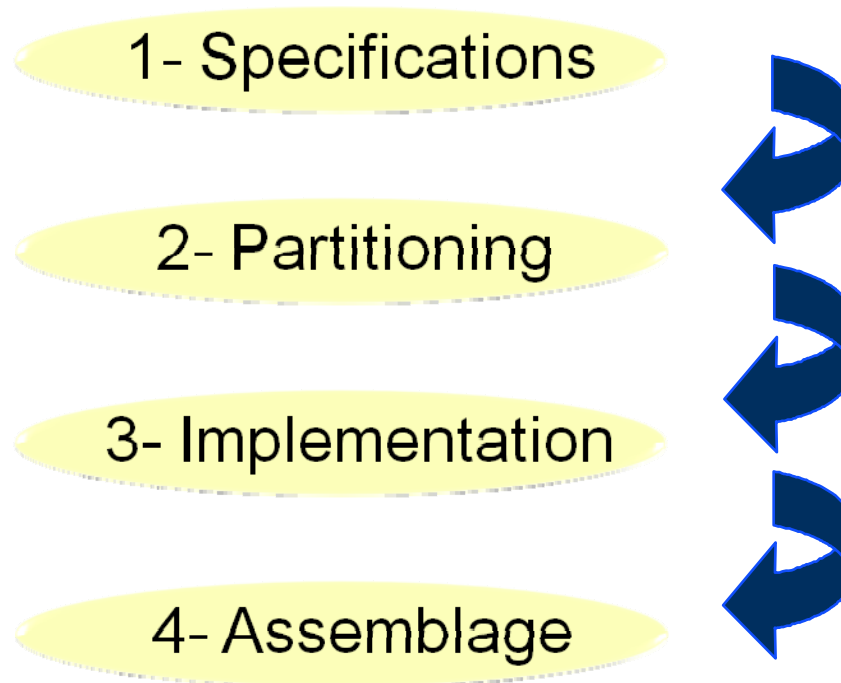 1- Specifications
2- Partitioning
3- Implementation
4- Assemblage